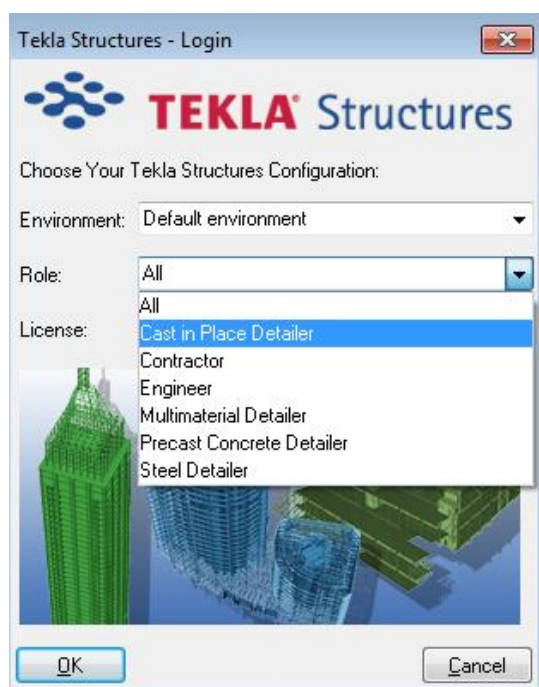 Tekla Structures - Login
TEKLA® Structures
Choose Your Tekla Structures Configuration:
Environment: Default environment
Role: All
All
License: Cast in Place Detailer
Contractor
Engineer
Multimaterial Detailer
Precast Concrete Detailer
Steel Detailer
OK Cancel